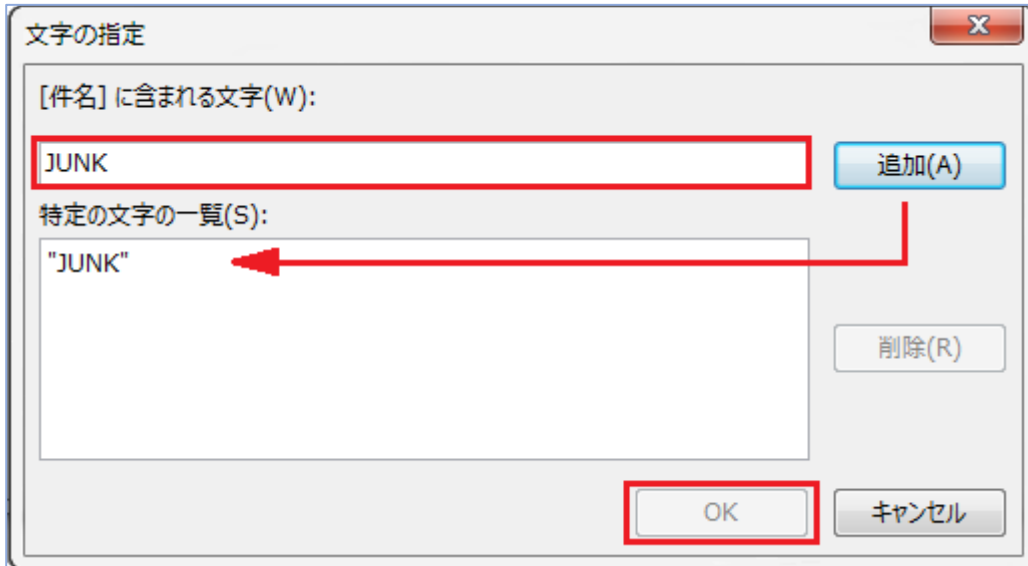 文字の指定
[件名] に含まれる文字(W):
JUNK
追加(A)
特定の文字の一覧(S):
"JUNK"
削除(R)
OK
キャンセル